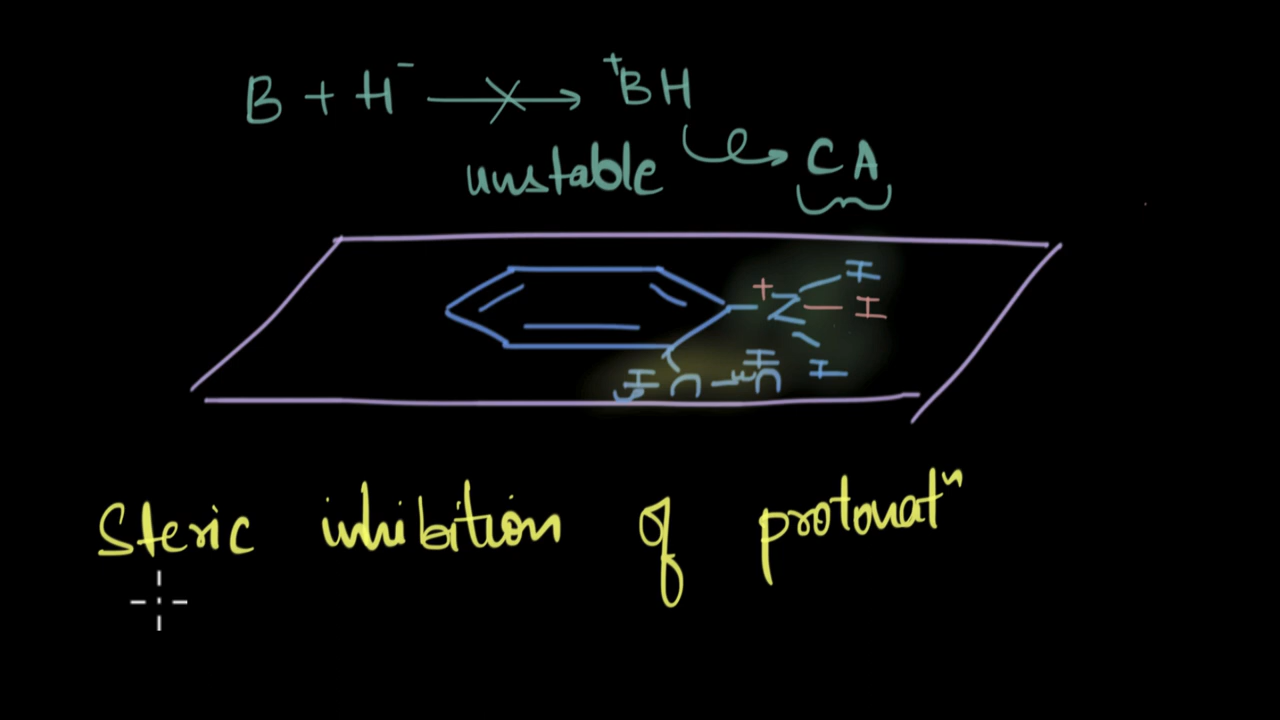 B + H⁻ ⟶ ⁺BH
unstable CA
⁺N H
H
H
H C H
H
Steric inhibition of protonatⁿ